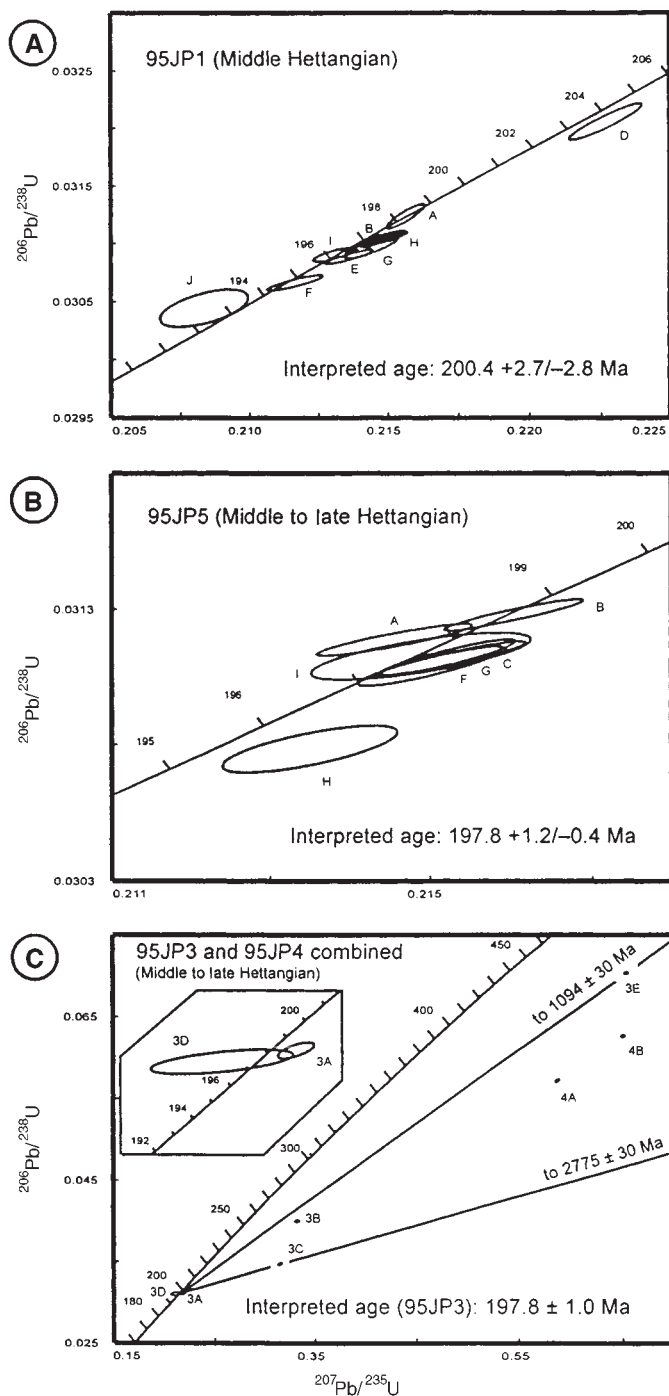 A
95JP1 (Middle Hettangian)
206
0.0325
204
D
202
200
0.0315
198
A
B
H
I
196
G
E
J
194
F
0.0305
Interpreted age: 200.4 +2.7/–2.8 Ma
0.0295
0.205
0.210
0.215
0.220
0.225
206Pb/238U
B
95JP5 (Middle to late Hettangian)
200
199
0.0313
A
B
I
C
G
F
196
195
H
Interpreted age: 197.8 +1.2/–0.4 Ma
0.0303
0.211
0.215
206Pb/238U
C
95JP3 and 95JP4 combined
(Middle to late Hettangian)
450
400
to 1094 ± 30 Ma
3E
0.065
200
3D
3A
196
194
192
4B
4A
300
to 2775 ± 30 Ma
0.045
250
3B
3C
200
180
3D
3A
Interpreted age (95JP3): 197.8 ± 1.0 Ma
0.025
0.15
0.35
0.55
206Pb/238U
207Pb/235U